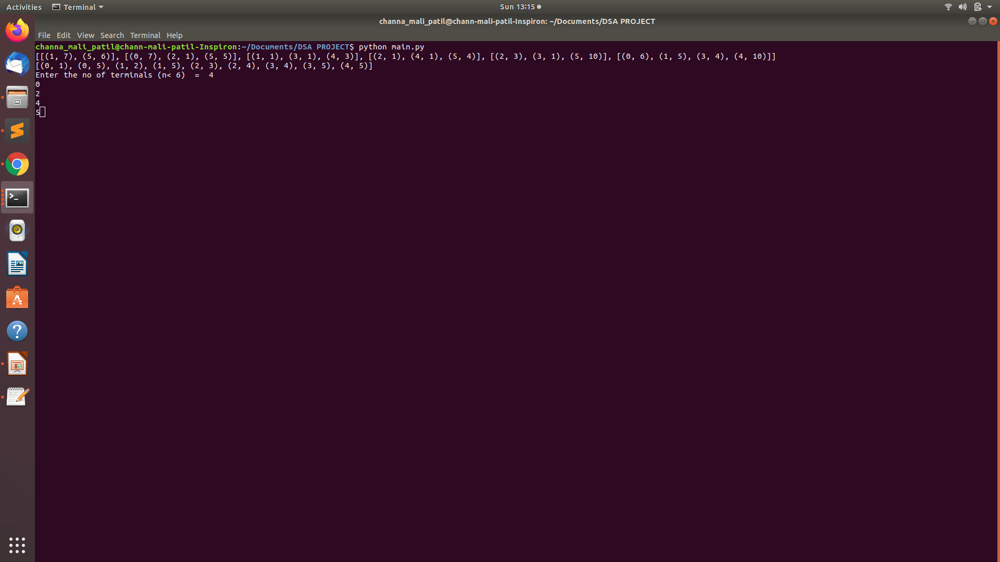 Activities Terminal Sun 13:15
channa_mali_patil@chann-mali-patil-Inspiron: ~/Documents/DSA PROJECT
File Edit View Search Terminal Help
channa_mali_patil@chann-mali-patil-Inspiron:~/Documents/DSA PROJECT$ python main.py
[[(1, 7), (5, 6)], [(0, 7), (2, 1), (5, 5)], [(1, 1), (3, 1), (4, 3)], [(2, 1), (4, 1), (5, 4)], [(2, 3), (3, 1), (5, 10)], [(0, 6), (1, 5), (3, 4), (4, 10)]]
[(0, 1), (0, 5), (1, 2), (1, 5), (2, 3), (2, 4), (3, 4), (3, 5), (4, 5)]
Enter the no of terminals (n< 6)  =  4
0
2
4
5